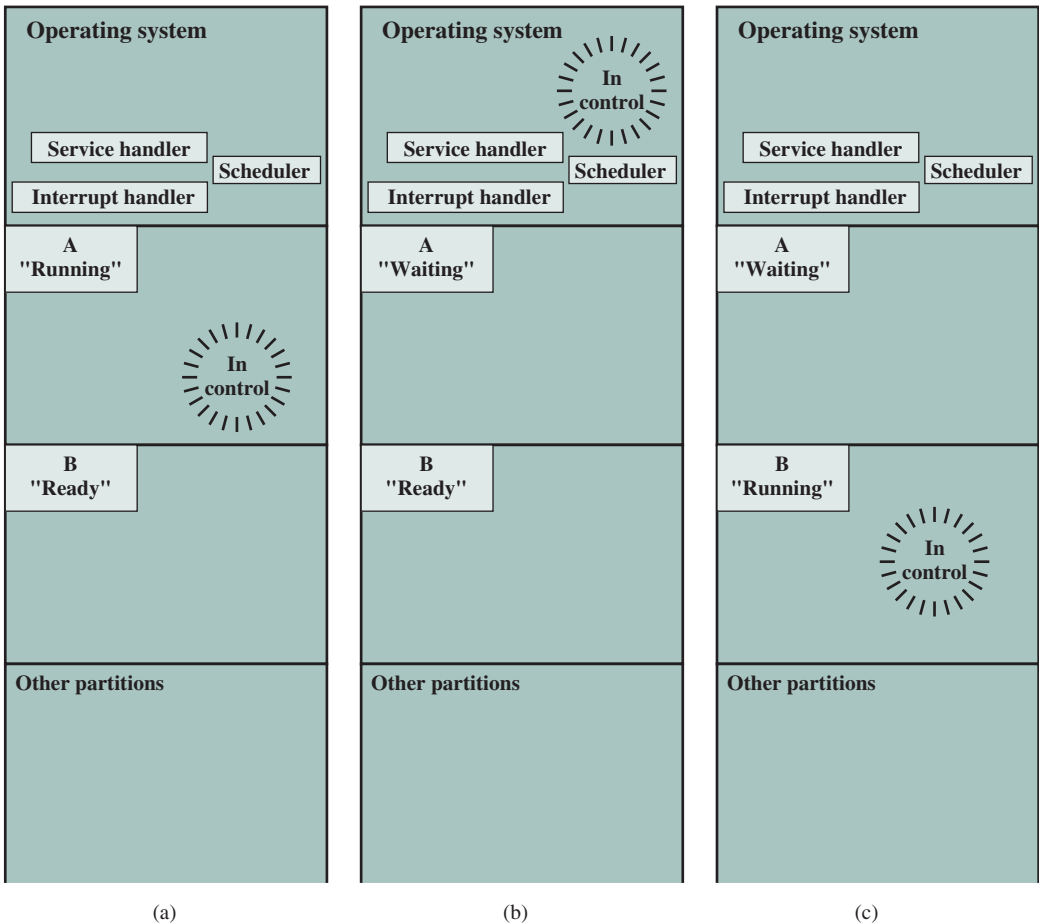 Operating system
Service handler
Scheduler
Interrupt handler
A
"Running"
In
control
B
"Ready"
Other partitions
(a)
Operating system
In
control
Service handler
Scheduler
Interrupt handler
A
"Waiting"
B
"Ready"
Other partitions
(b)
Operating system
Service handler
Scheduler
Interrupt handler
A
"Waiting"
B
"Running"
In
control
Other partitions
(c)